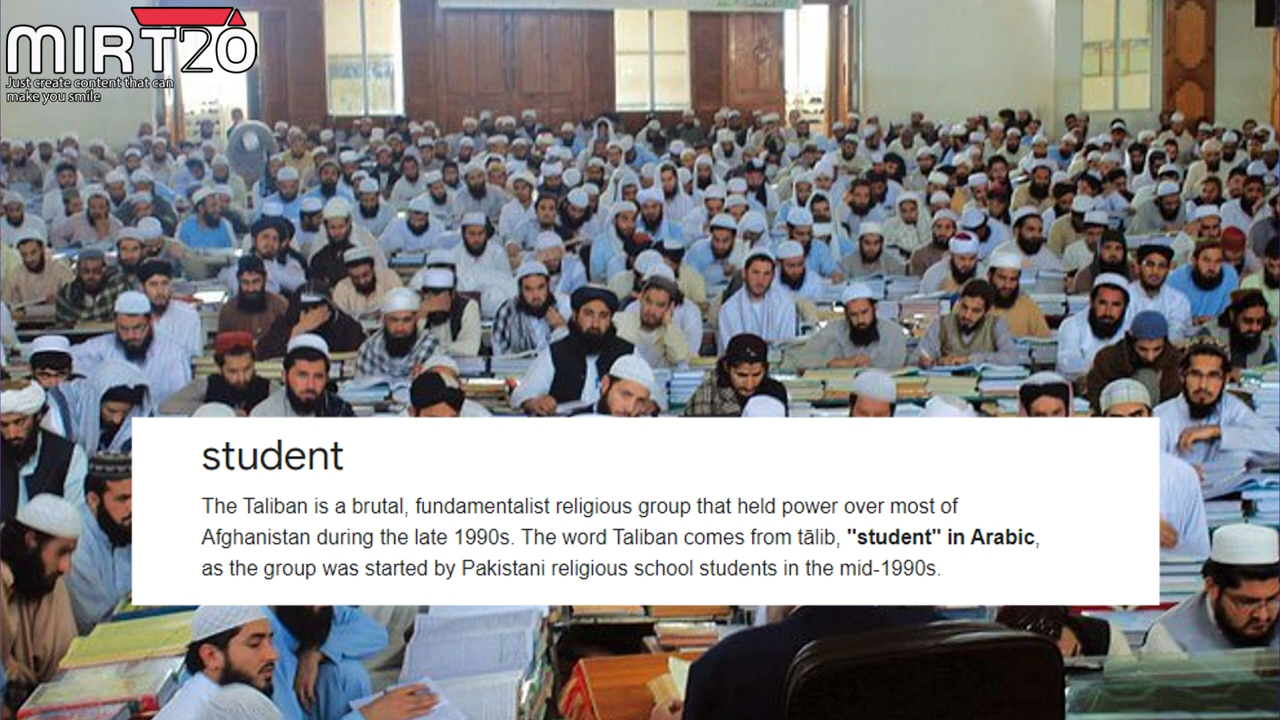 MIRT20
Just create content that can
make you smile
student
The Taliban is a brutal, fundamentalist religious group that held power over most of
Afghanistan during the late 1990s. The word Taliban comes from tālib, "student" in Arabic,
as the group was started by Pakistani religious school students in the mid-1990s.